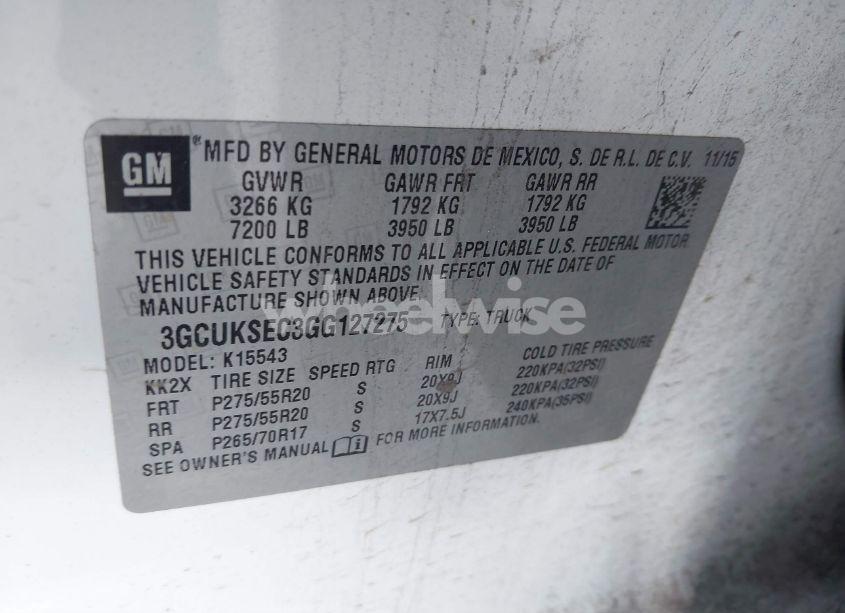 GM ® MFD BY GENERAL MOTORS DE MEXICO, S. DE R.L. DE C.V. 11/15
GVWR GAWR FRT GAWR RR
3266 KG 1792 KG 1792 KG
7200 LB 3950 LB 3950 LB
THIS VEHICLE CONFORMS TO ALL APPLICABLE U.S. FEDERAL MOTOR
VEHICLE SAFETY STANDARDS IN EFFECT ON THE DATE OF
MANUFACTURE SHOWN ABOVE.
wheelwise
3GCUKSEC3GG127275 TYPE: TRUCK
MODEL: K15543
KK2X TIRE SIZE SPEED RTG RIM COLD TIRE PRESSURE
FRT P275/55R20 S 20X9J 220KPA(32PSI)
RR P275/55R20 S 20X9J 220KPA(32PSI)
SPA P265/70R17 S 17X7.5J 240KPA(35PSI)
SEE OWNER'S MANUAL FOR MORE INFORMATION.